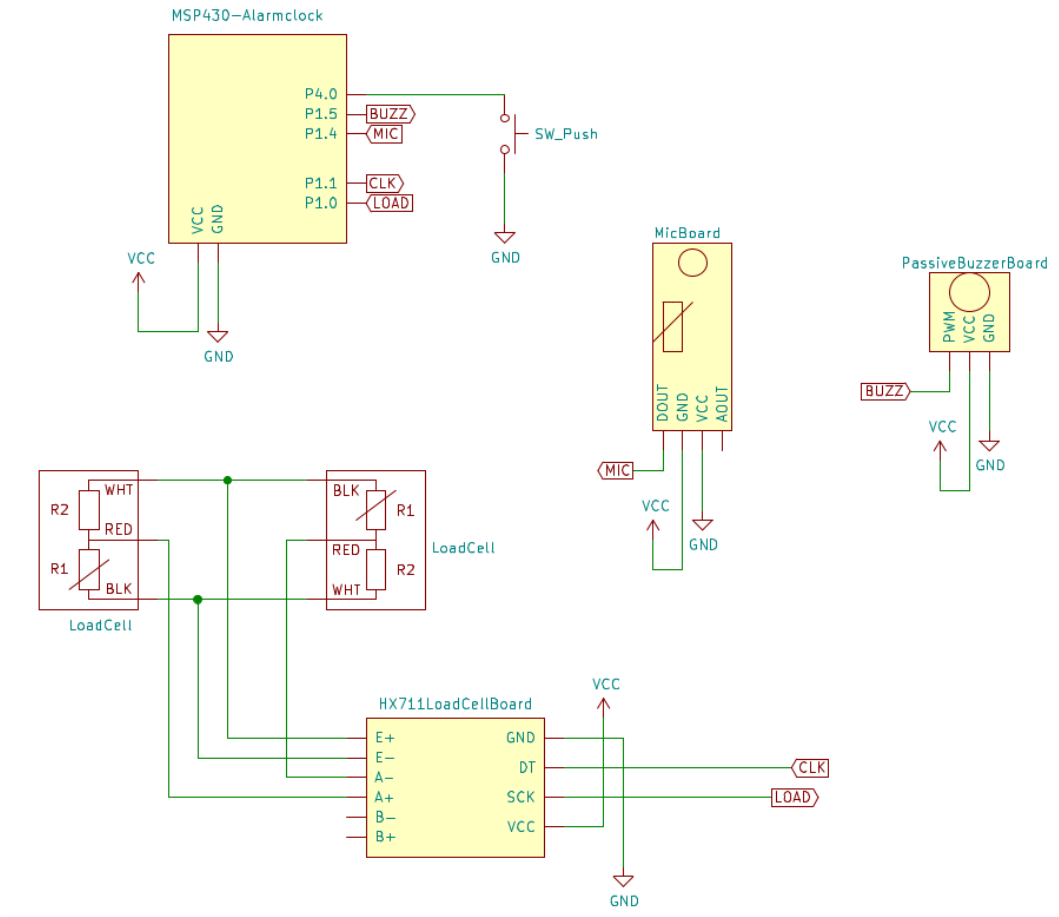 MSP430-Alarmclock
P4.0
P1.5
BUZZ
P1.4
MIC
SW_Push
P1.1
CLK
P1.0
LOAD
VCC
GND
VCC
GND
GND
MicBoard
DOUT
GND
VCC
AOUT
MIC
VCC
GND
PassiveBuzzerBoard
PWM
VCC
GND
BUZZ
VCC
GND
WHT
R2
RED
R1
BLK
LoadCell
BLK
R1
RED
R2
WHT
LoadCell
VCC
HX711LoadCellBoard
E+
GND
E-
DT
CLK
A-
A+
SCK
LOAD
B-
VCC
B+
GND